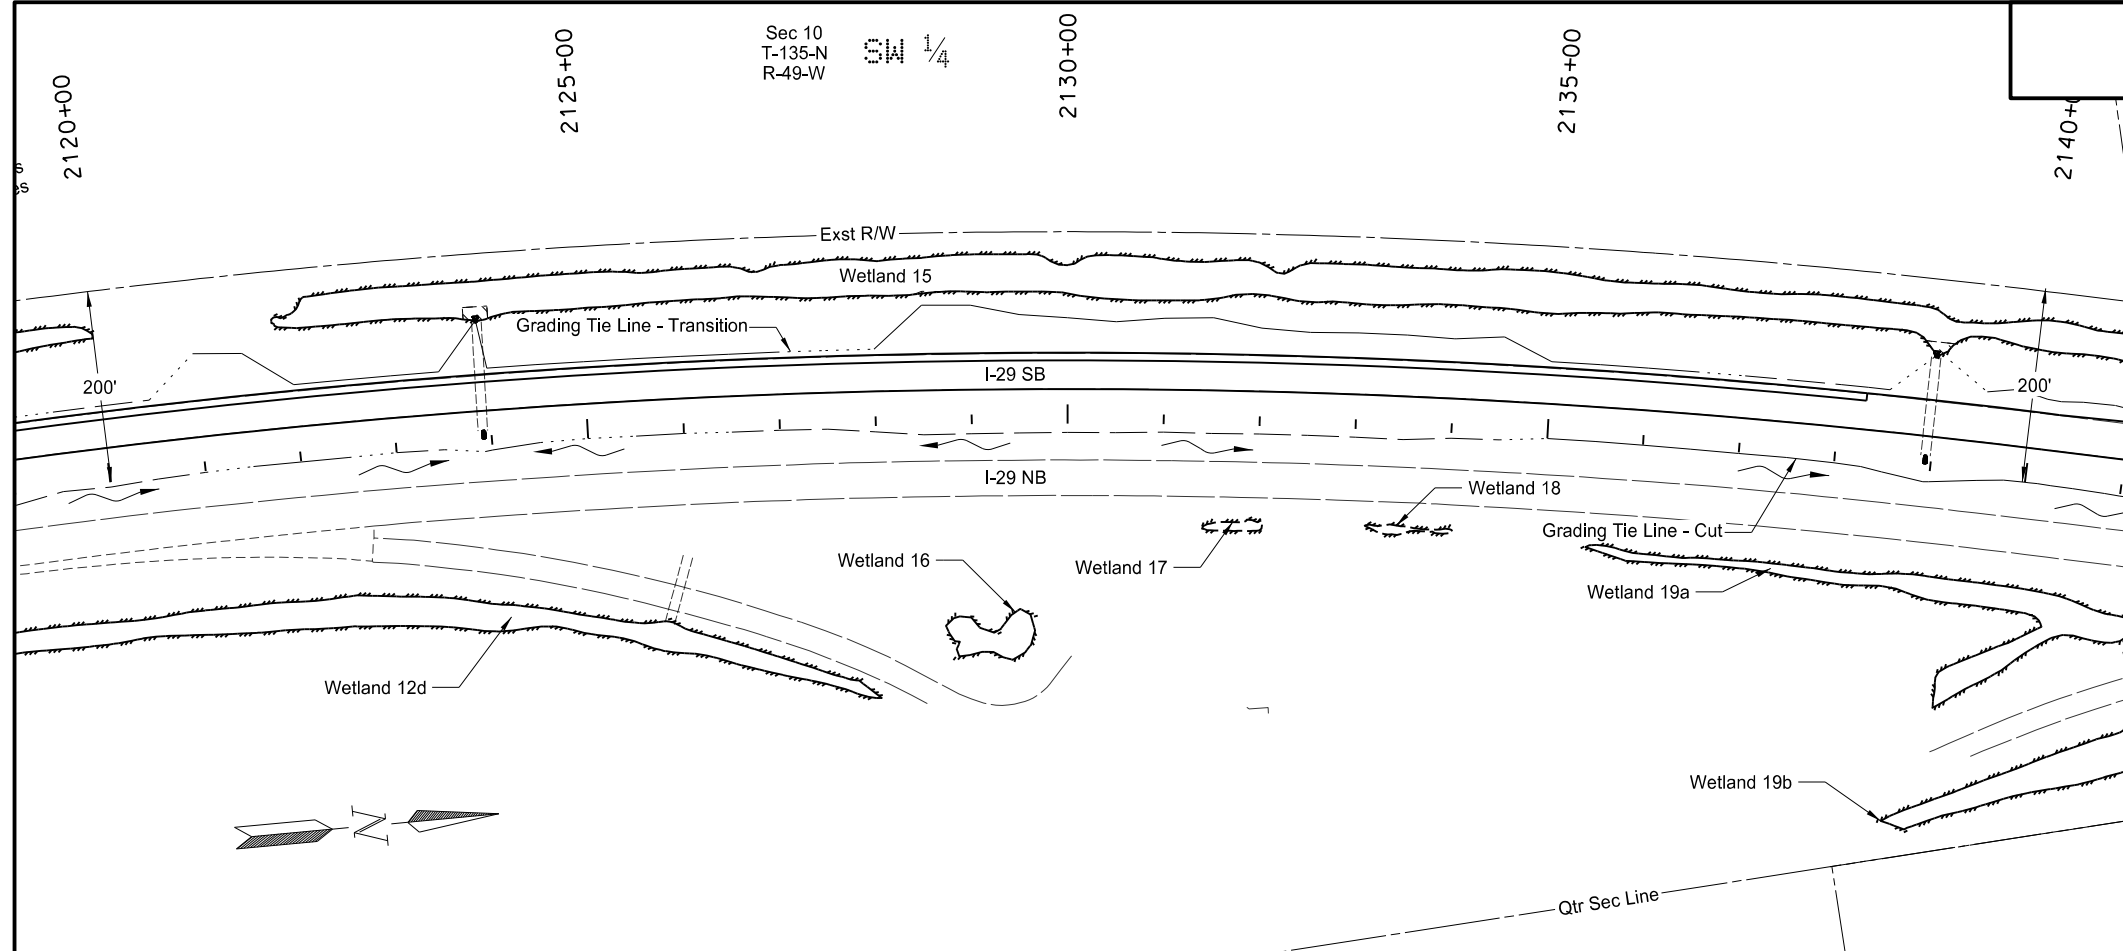 2120+00
2125+00
Sec 10
T-135-N
R-49-W
SW 1/4
2130+00
2135+00
Exst R/W
Wetland 15
Grading Tie Line - Transition
200'
I-29 SB
200'
I-29 NB
Wetland 18
Grading Tie Line - Cut
Wetland 16
Wetland 17
Wetland 19a
Wetland 12d
Wetland 19b
N
Qtr Sec Line